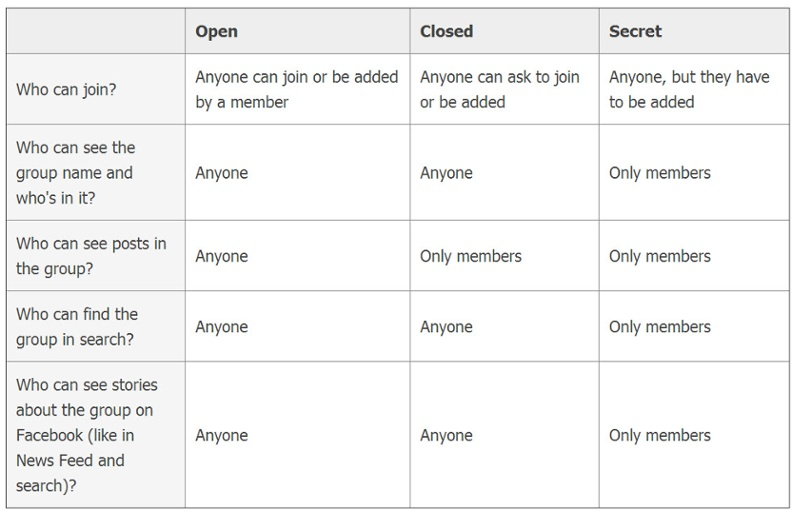 Open
Closed
Secret
Who can join?
Anyone can join or be added
by a member
Anyone can ask to join
or be added
Anyone, but they have
to be added
Who can see the
group name and
who's in it?
Anyone
Anyone
Only members
Who can see posts in
the group?
Anyone
Only members
Only members
Who can find the
group in search?
Anyone
Anyone
Only members
Who can see stories
about the group on
Facebook (like in
News Feed and
search)?
Anyone
Anyone
Only members